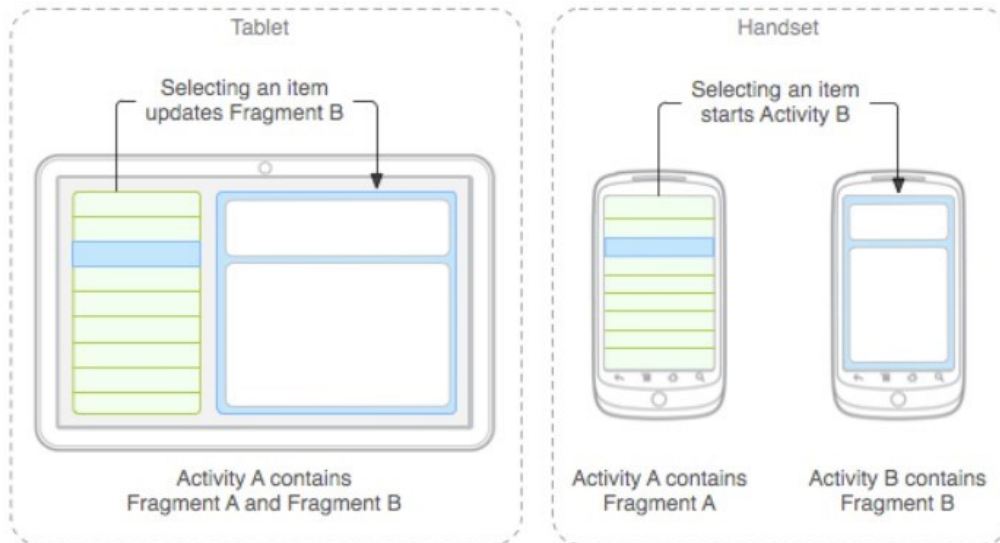 Tablet
Selecting an item
updates Fragment B
Activity A contains
Fragment A and Fragment B
Handset
Selecting an item
starts Activity B
Activity A contains
Fragment A
Activity B contains
Fragment B